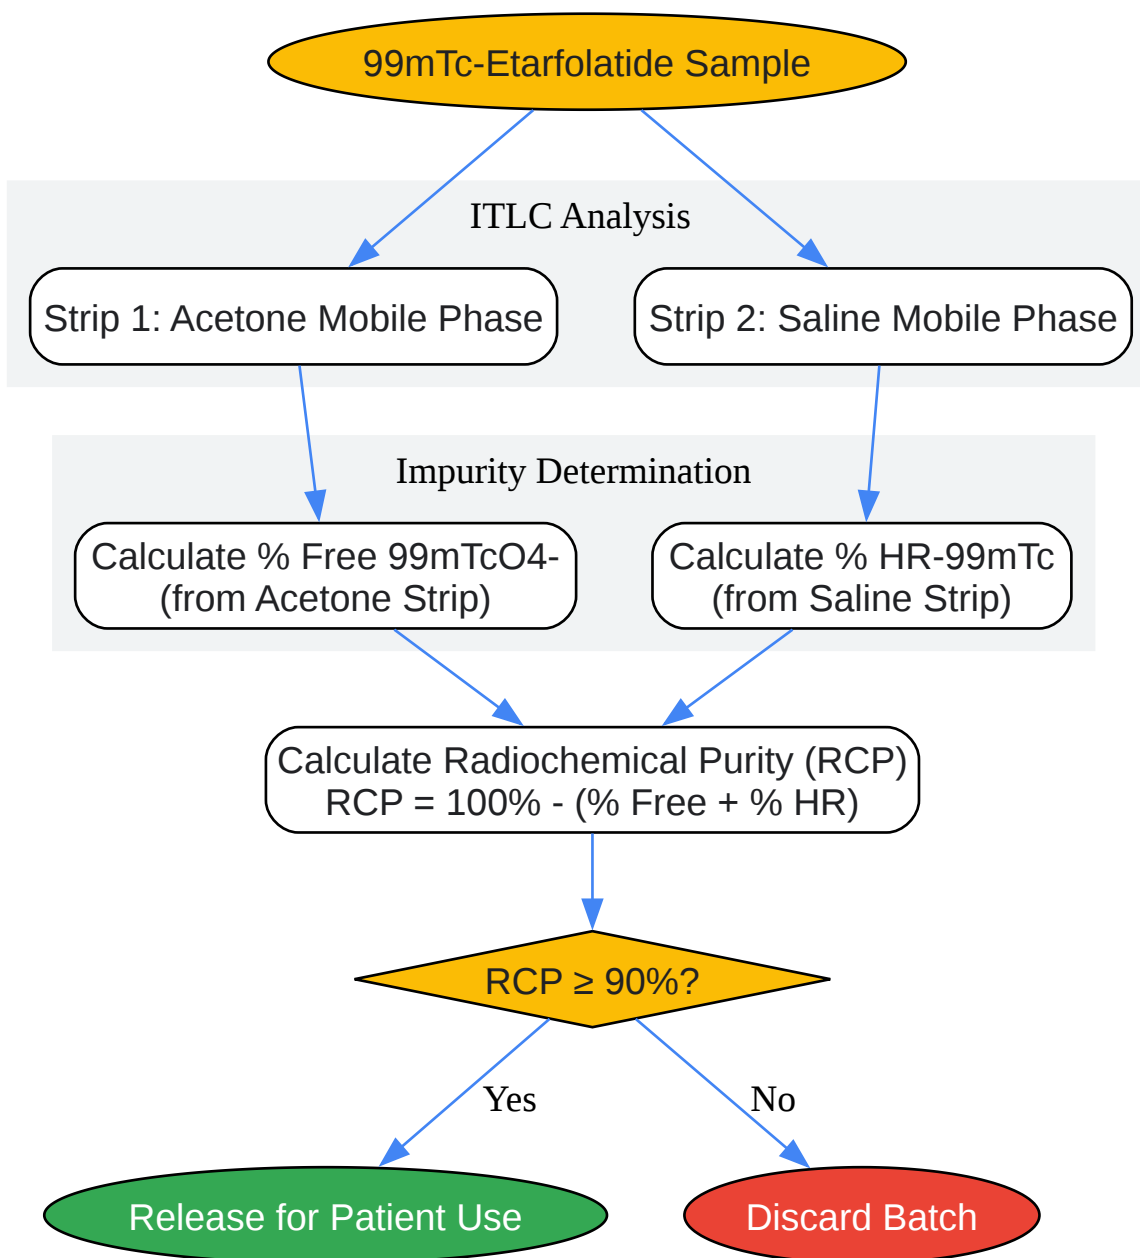 99mTc-Etarfolatide Sample
ITLC Analysis
Strip 1: Acetone Mobile Phase
Strip 2: Saline Mobile Phase
Impurity Determination
Calculate % Free 99mTcO4-
(from Acetone Strip)
Calculate % HR-99mTc
(from Saline Strip)
Calculate Radiochemical Purity (RCP)
RCP = 100% - (% Free + % HR)
RCP ≥ 90%?
Yes
No
Release for Patient Use
Discard Batch